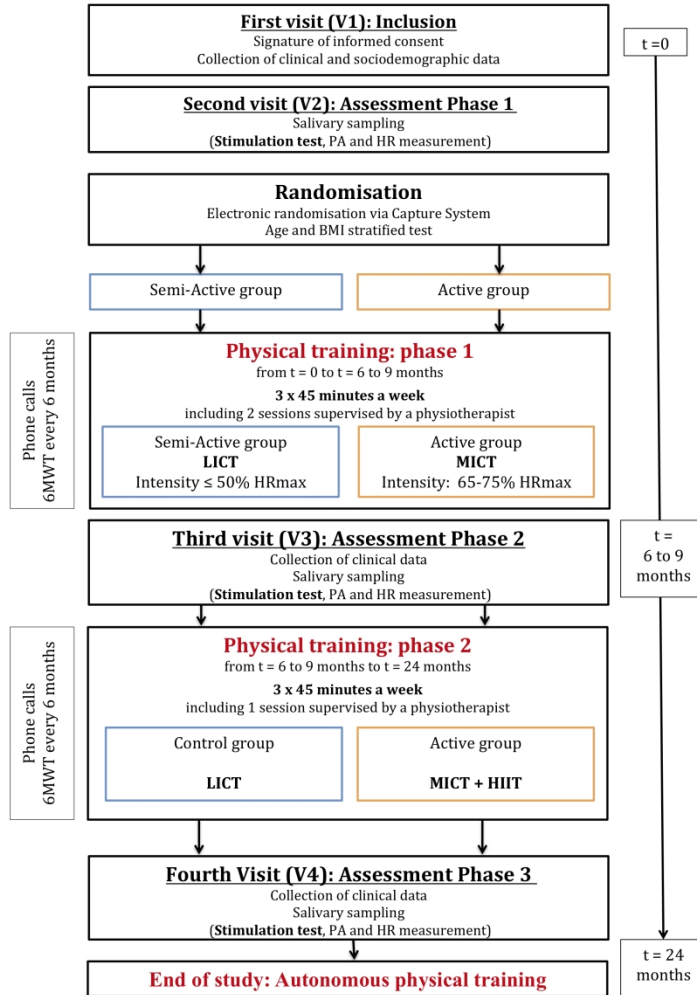 First visit (V1): Inclusion
Signature of informed consent
Collection of clinical and sociodemographic data
t =0
Second visit (V2): Assessment Phase 1
Salivary sampling
(Stimulation test, PA and HR measurement)
Randomisation
Electronic randomisation via Capture System
Age and BMI stratified test
Semi-Active group
Active group
Phone calls
6MWT every 6 months
Physical training: phase 1
from t = 0 to t = 6 to 9 months
3 x 45 minutes a week
including 2 sessions supervised by a physiotherapist
Semi-Active group
LICT
Intensity ≤ 50% HRmax
Active group
MICT
Intensity: 65-75% HRmax
Third visit (V3): Assessment Phase 2
Collection of clinical data
Salivary sampling
(Stimulation test, PA and HR measurement)
t =
6 to 9
months
Phone calls
6MWT every 6 months
Physical training: phase 2
from t = 6 to 9 months to t = 24 months
3 x 45 minutes a week
including 1 session supervised by a physiotherapist
Control group
LICT
Active group
MICT + HIIT
Fourth Visit (V4): Assessment Phase 3
Collection of clinical data
Salivary sampling
(Stimulation test, PA and HR measurement)
t = 24
months
End of study: Autonomous physical training